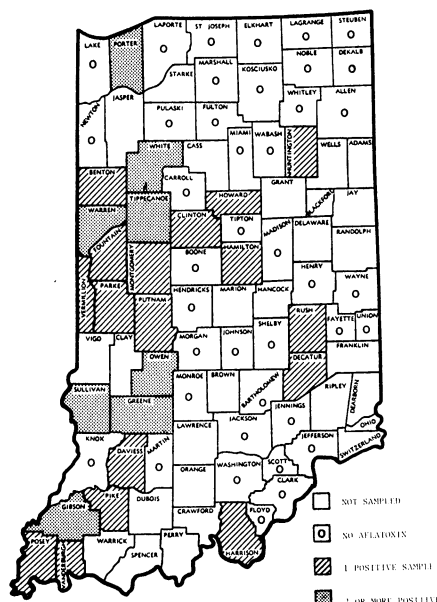 LAKE
PORTER
LAPORTE
ST JOSEPH
ELKHART
LAGRANGE
STEUBEN
NOBLE
DEKALB
STARKE
MARSHALL
KOSCIUSKO
WHITLEY
ALLEN
NEWTON
JASPER
PULASKI
FULTON
MIAMI
WABASH
HUNTINGTON
WELLS
ADAMS
WHITE
CASS
CARROLL
BENTON
HOWARD
GRANT
BLACKFORD
JAY
WARREN
TIPPECANOE
CLINTON
TIPTON
MADISON
DELAWARE
RANDOLPH
FOUNTAIN
MONTGOMERY
BOONE
HAMILTON
HENRY
WAYNE
VERMILION
PARKE
PUTNAM
HENDRICKS
MARION
HANCOCK
RUSH
FAYETTE
UNION
VIGO
CLAY
MORGAN
JOHNSON
SHELBY
FRANKLIN
OWEN
DECATUR
SULLIVAN
GREENE
MONROE
BROWN
BARTHOLOMEW
RIPLEY
DEARBORN
JENNINGS
LAWRENCE
JACKSON
OHIO
SWITZERLAND
JEFFERSON
KNOX
DAVIESS
MARTIN
ORANGE
WASHINGTON
SCOTT
CLARK
GIBSON
PIKE
DUBOIS
CRAWFORD
FLOYD
HARRISON
POSEY
VANDERBURGH
WARRICK
SPENCER
PERRY
NOT SAMPLED
NO AFLATOXIN
1 POSITIVE SAMPLE
OR MORE POSITIVE